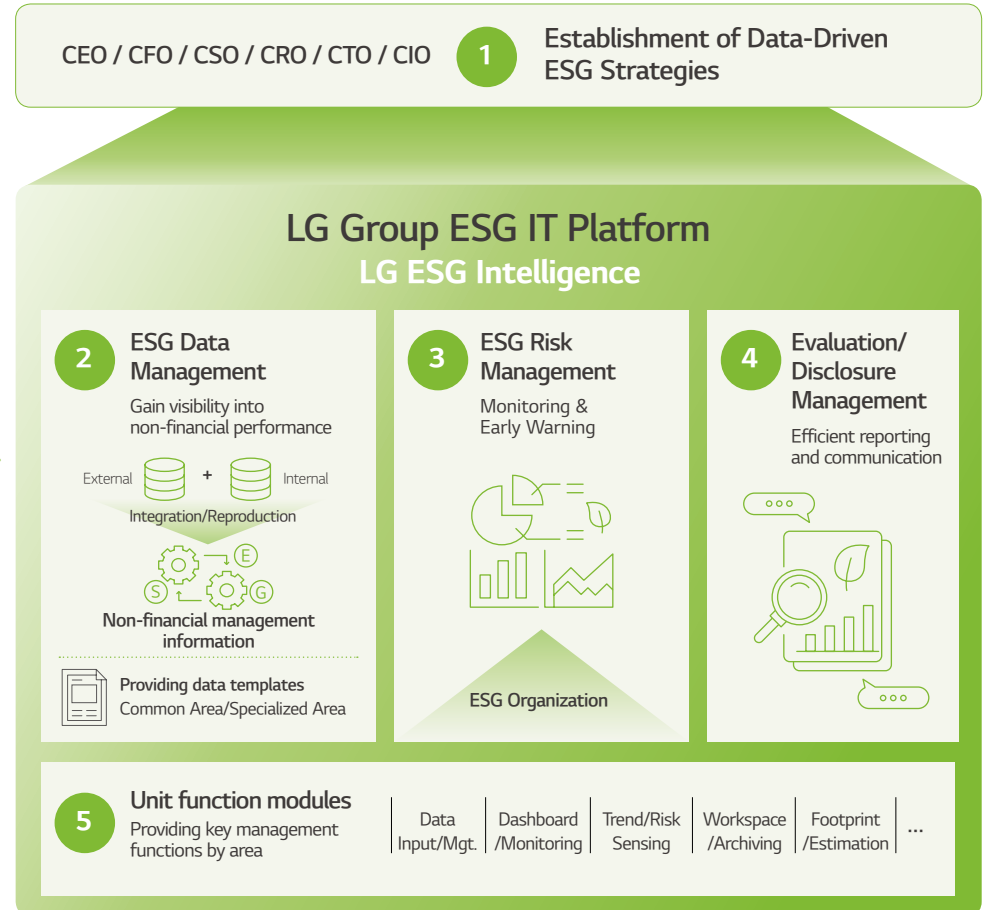 CEO / CFO / CSO / CRO / CTO / CIO
1
Establishment of Data-Driven
ESG Strategies
LG Group ESG IT Platform
LG ESG Intelligence
2
ESG Data
Management
Gain visibility into
non-financial performance
External
+
Internal
Integration/Reproduction
E
S
G
Non-financial management
information
Providing data templates
Common Area/Specialized Area
3
ESG Risk
Management
Monitoring &
Early Warning
ESG Organization
4
Evaluation/
Disclosure
Management
Efficient reporting
and communication
5
Unit function modules
Providing key management
functions by area
Data
Input/Mgt.
Dashboard
/Monitoring
Trend/Risk
Sensing
Workspace
/Archiving
Footprint
/Estimation
...